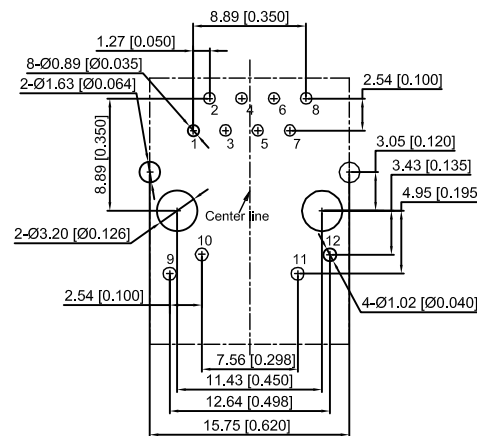 8.89 [0.350]
1.27 [0.050]
8-Ø0.89 [Ø0.035]
2-Ø1.63 [Ø0.064]
2.54 [0.100]
2 4 6 8
1 3 5 7
8.89 [0.350]
3.05 [0.120]
3.43 [0.135]
4.95 [0.195]
Center line
2-Ø3.20 [Ø0.126]
10 12
9 11
2.54 [0.100]
4-Ø1.02 [Ø0.040]
7.56 [0.298]
11.43 [0.450]
12.64 [0.498]
15.75 [0.620]